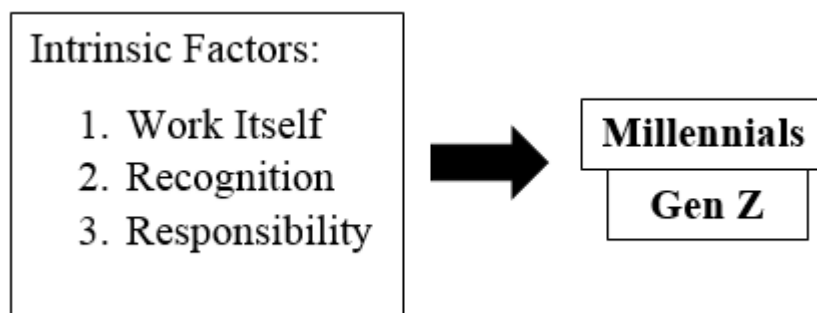 Intrinsic Factors:
1. Work Itself
2. Recognition
3. Responsibility
Millennials
Gen Z